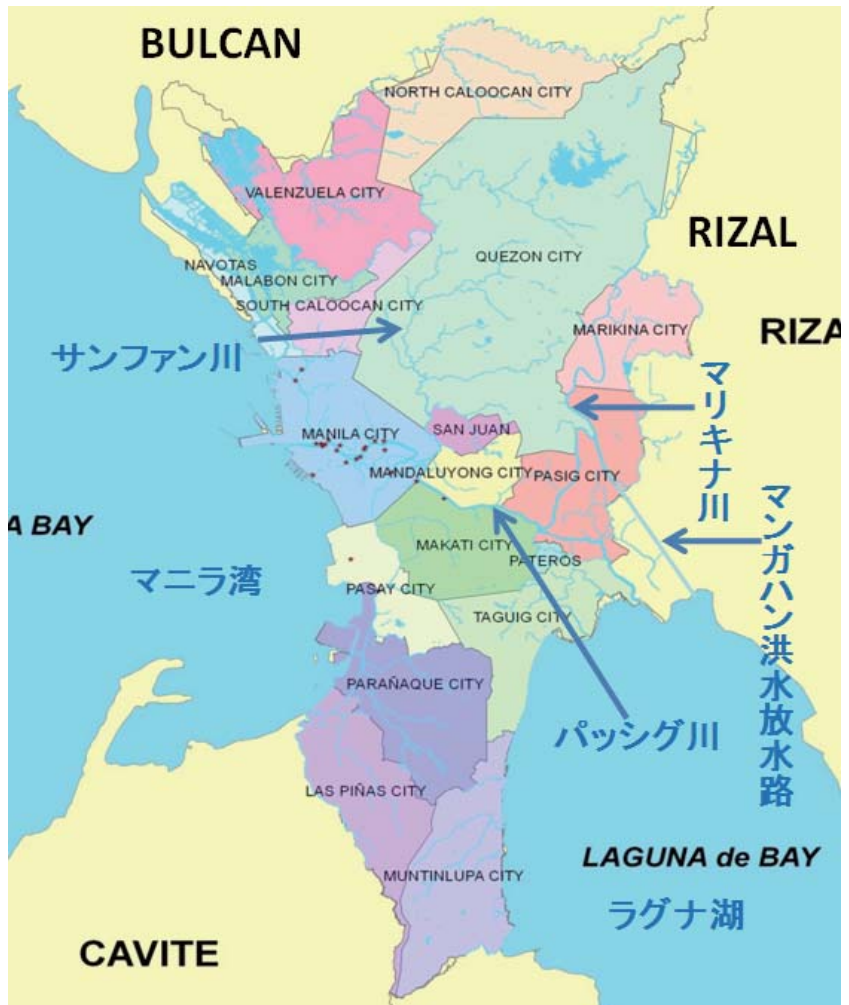 BULCAN
NORTH CALOOCAN CITY
VALENZUELA CITY
RIZAL
QUEZON CITY
NAVOTAS
MALABON CITY
SOUTH CALOOCAN CITY
MARIKINA CITY
RIZA
サンファン川
マリキナ川
SAN JUAN
MANILA CITY
MANDALUYONG CITY
PASIG CITY
マンガハン洪水放水路
A BAY
MAKATI CITY
PATEROS
マニラ湾
PASAY CITY
TAGUIG CITY
PARAÑAQUE CITY
パッシグ川
LAS PIÑAS CITY
LAGUNA de BAY
MUNTINLUPA CITY
ラグナ湖
CAVITE